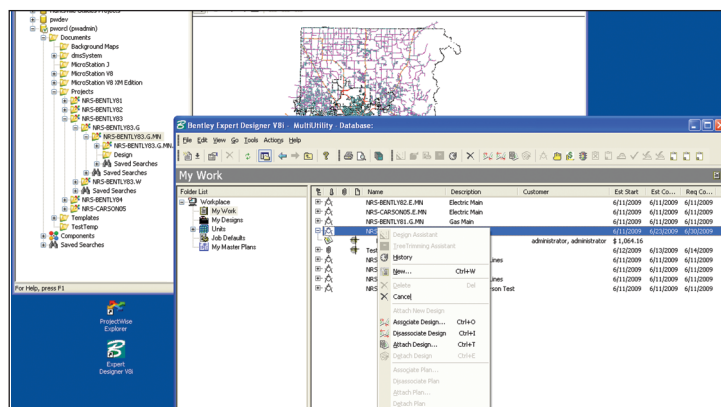 pwdev
pword (pwadmin)
Documents
Background Maps
dmsSystem
MicroStation J
MicroStation V8
MicroStation V8 XM Edition
Projects
NRS-BENTLY81
NRS-BENTLY82
NRS-BENTLY83
NRS-BENTLY83.G
NRS-BENTLY83.G.MN
NRS-BENTLY83.G.MN.
Design
Saved Searches
Saved Searches
NRS-BENTLY83.W
Saved Searches
NRS-BENTLY84
NRS-CARSON05
Templates
TestTemp
Components
Saved Searches
For Help, press F1
ProjectWise
Explorer
Expert
Designer V8i
Bentley Expert Designer V8i - MultiUtility - Database:
File Edit View Go Tools Actions Help
My Work
Folder List
Workplace
My Work
My Designs
Units
Job Defaults
My Master Plans
Name Description Customer Est Start Est Co... Req Co...
NRS-BENTLY82.E.MN Electric Main 6/11/2009 6/11/2009 6/11/2009
NRS-CARSON05.E.MN Electric Main 6/11/2009 6/11/2009 6/11/2009
NRS-BENTLY81.G.MN Gas Main 6/11/2009 6/11/2009 6/11/2009
NRS 6/11/2009 6/23/2009 6/30/2009
administrator, administrator $ 1,064.16
Test 6/12/2009 6/13/2009 6/14/2009
NRS Lines 6/11/2009 6/11/2009 6/11/2009
NRS 6/11/2009 6/11/2009 6/11/2009
NRS Test 6/11/2009 6/11/2009 6/11/2009
Design Assistant
TreeTrimming Assistant
History
New... Ctrl+W
Delete Del
Cancel
Attach New Design
Associate Design... Ctrl+O
Disassociate Design Ctrl+I
Attach Design... Ctrl+T
Detach Design Ctrl+E
Associate Plan...
Disassociate Plan
Attach Plan...
Detach Plan